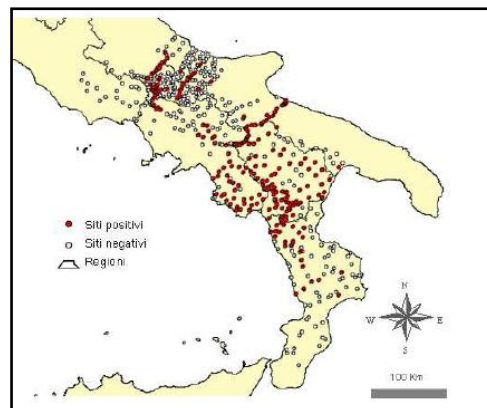 Siti positivi
Siti negativi
Regioni
N
W E
S
100 Km